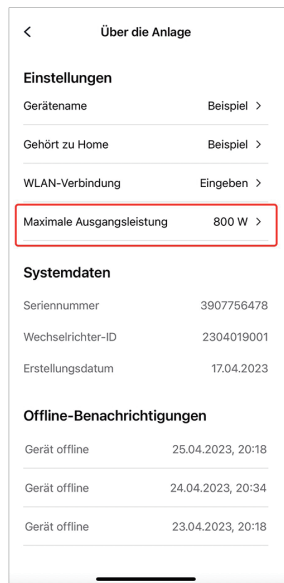 Über die Anlage
Einstellungen
Gerätename Beispiel
Gehört zu Home Beispiel
WLAN-Verbindung Eingeben
Maximale Ausgangsleistung 800 W
Systemdaten
Seriennummer 3907756478
Wechselrichter-ID 2304019001
Erstellungsdatum 17.04.2023
Offline-Benachrichtigungen
Gerät offline 25.04.2023, 20:18
Gerät offline 24.04.2023, 20:34
Gerät offline 23.04.2023, 20:18